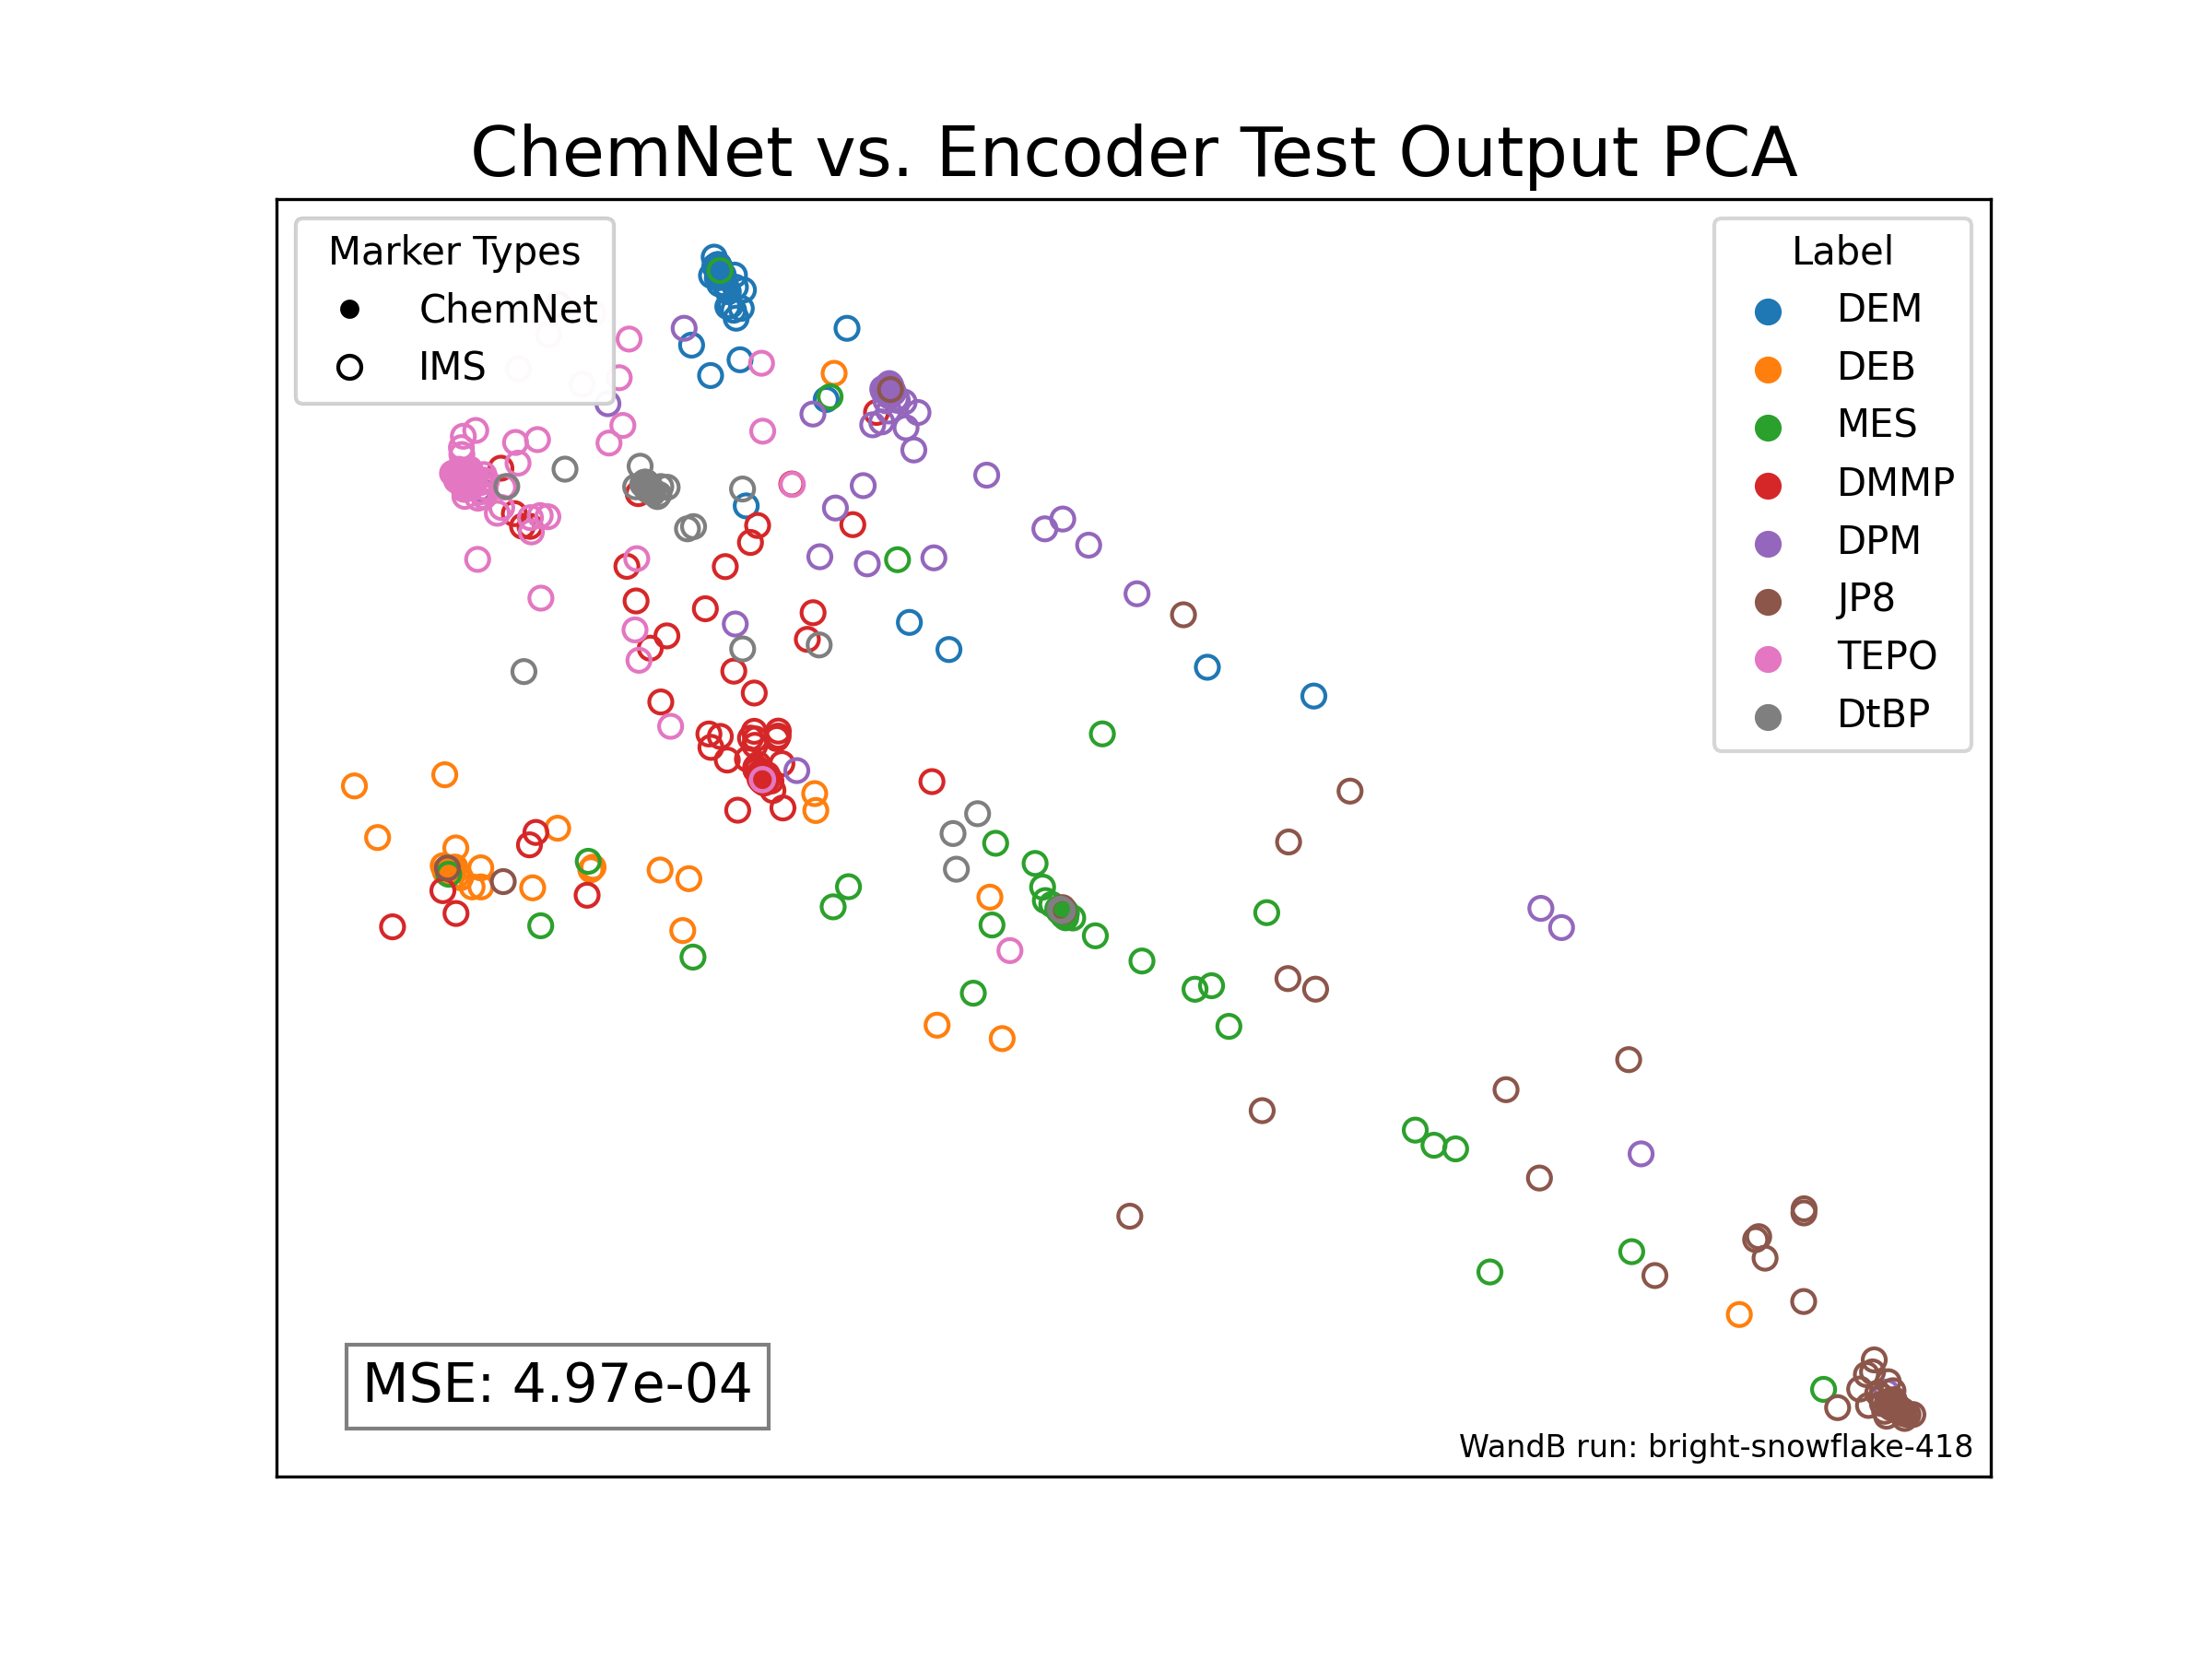 ChemNet vs. Encoder Test Output PCA
Marker Types
ChemNet
IMS
Label
DEM
DEB
MES
DMMP
DPM
JP8
TEPO
DtBP
MSE: 4.97e-04
WandB run: bright-snowflake-418